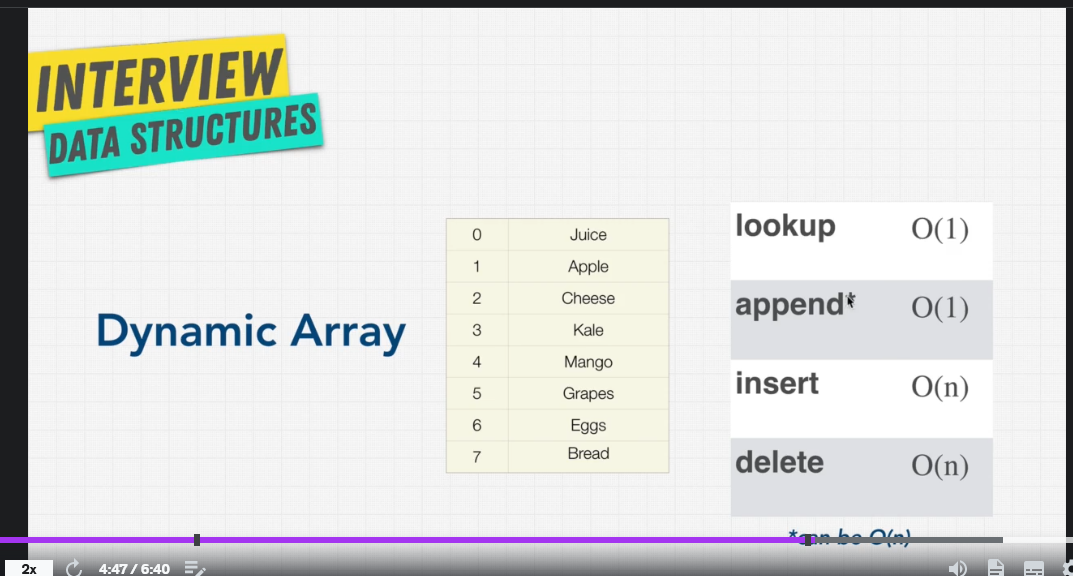 INTERVIEW
DATA STRUCTURES
Dynamic Array
0 Juice
1 Apple
2 Cheese
3 Kale
4 Mango
5 Grapes
6 Eggs
7 Bread
lookup O(1)
append* O(1)
insert O(n)
delete O(n)
*can be O(n)
2x 4:47 / 6:40